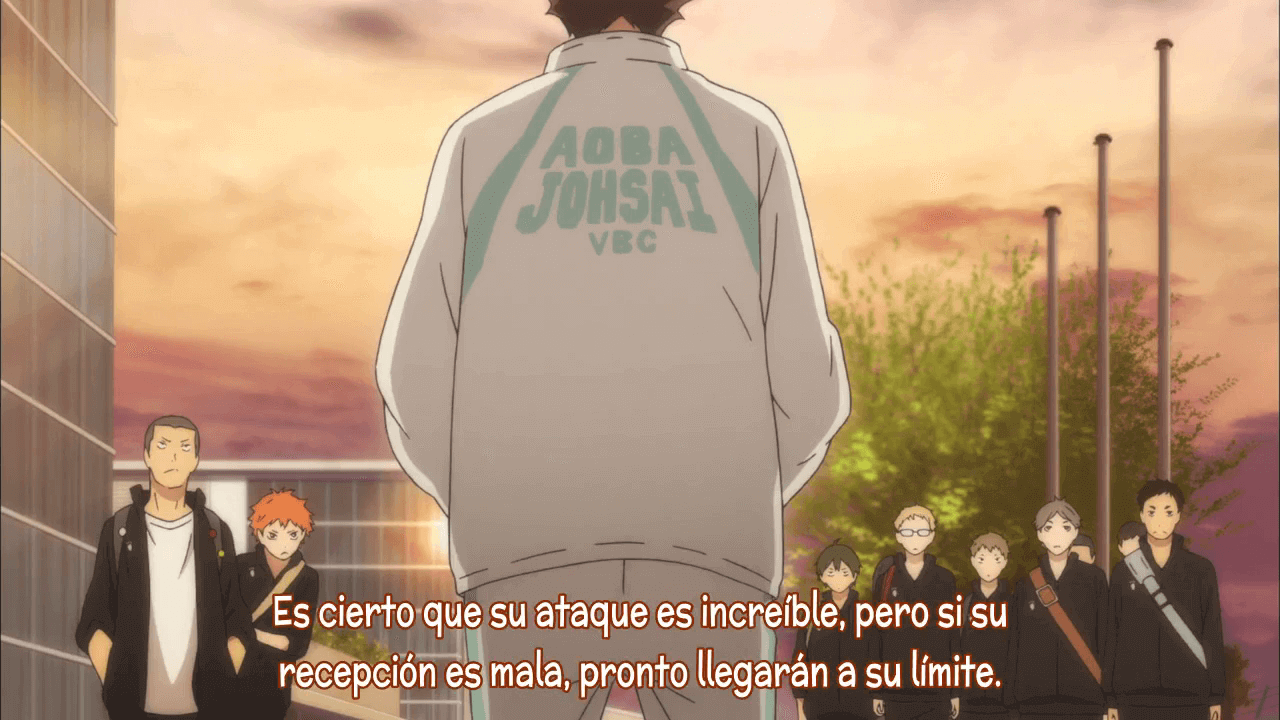 AOBA
JOHSAI
VBC
Es cierto que su ataque es increíble, pero si su
recepción es mala, pronto llegarán a su límite.